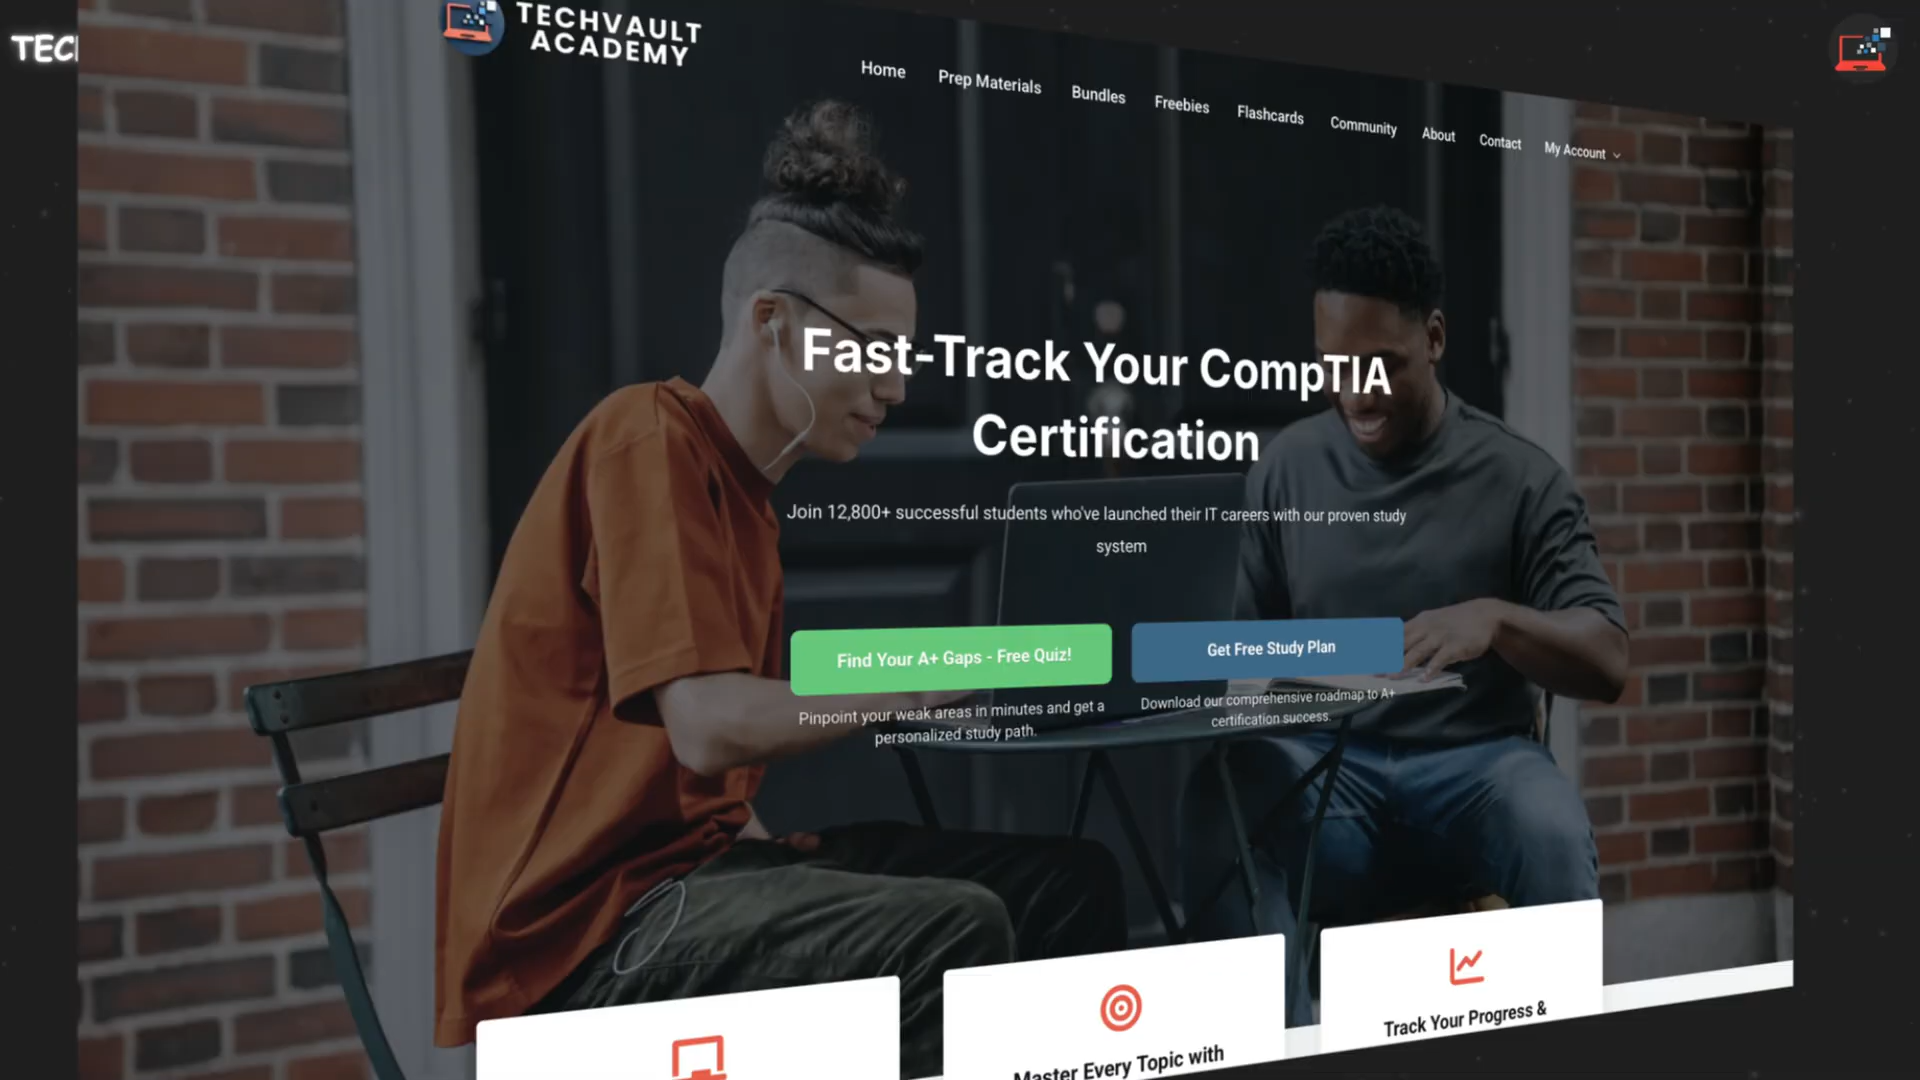 TECHVAULT
ACADEMY
Home Prep Materials Bundles Freebies Flashcards Community About Contact My Account
Fast-Track Your CompTIA
Certification
Join 12,800+ successful students who've launched their IT careers with our proven study
system
Find Your A+ Gaps - Free Quiz!
Get Free Study Plan
Pinpoint your weak areas in minutes and get a
personalized study path.
Download our comprehensive roadmap to A+
certification success.
Master Every Topic with
Track Your Progress &